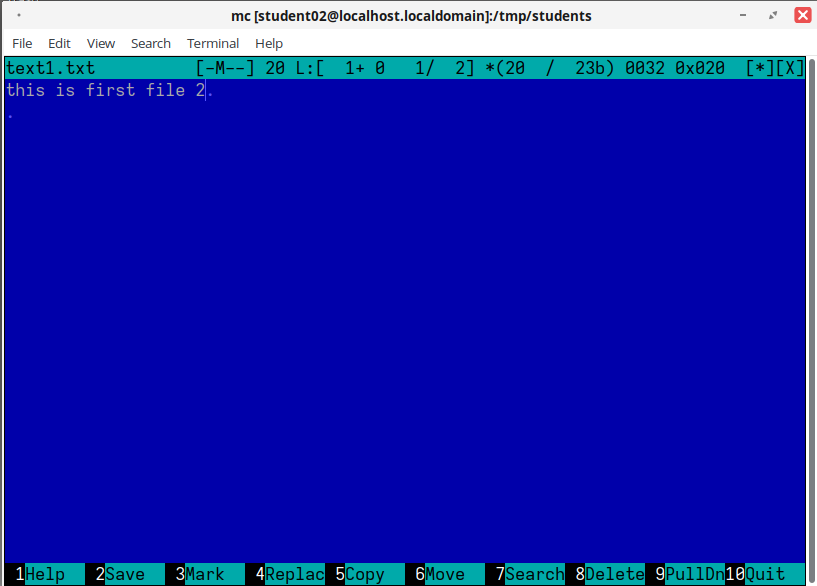 mc [student02@localhost.localdomain]:/tmp/students
File Edit View Search Terminal Help
text1.txt [-M--] 20 L:[ 1+ 0 1/ 2] *(20 / 23b) 0032 0x020 [*][X]
this is first file 2.
.
1Help 2Save 3Mark 4Replac 5Copy 6Move 7Search 8Delete 9PullDn 10Quit